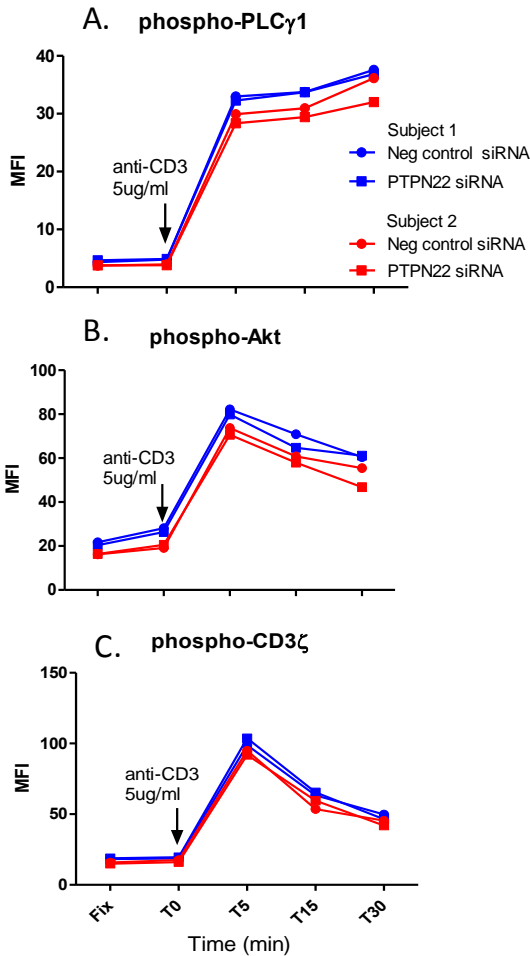 A. phospho-PLCγ1
40
30
20
10
0
MFI
anti-CD3
5ug/ml
Subject 1
Neg control siRNA
PTPN22 siRNA
Subject 2
Neg control siRNA
PTPN22 siRNA
B. phospho-Akt
100
80
60
40
20
0
MFI
anti-CD3
5ug/ml
C. phospho-CD3ζ
150
100
50
0
MFI
anti-CD3
5ug/ml
Fix T0 T5 T15 T30
Time (min)